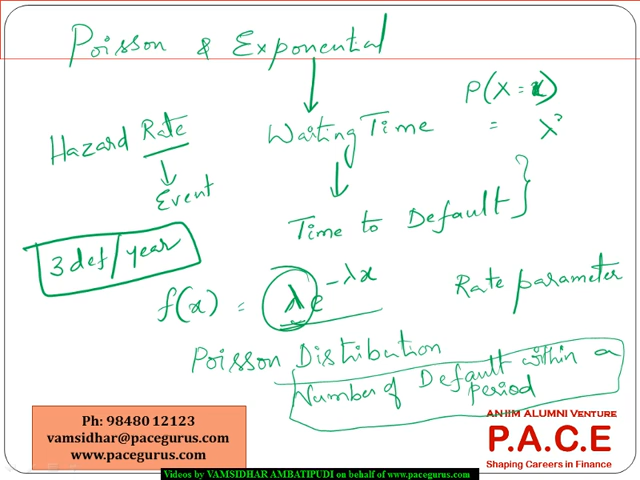 Poisson & Exponential
P(X = x)
= λ
Hazard Rate
Waiting Time
Event
Time to Default
3 def/year
f(x) = λe^-λx
Rate parameter
Poisson Distribution
Number of Default within a
period
Ph: 98480 12123
vamsidhar@pacegurus.com
www.pacegurus.com
AN IIM ALUMNI VENTURE
P.A.C.E
Shaping Careers in Finance
Videos by VAMSIDHAR AMBATIPUDI on behalf of www.pacegurus.com